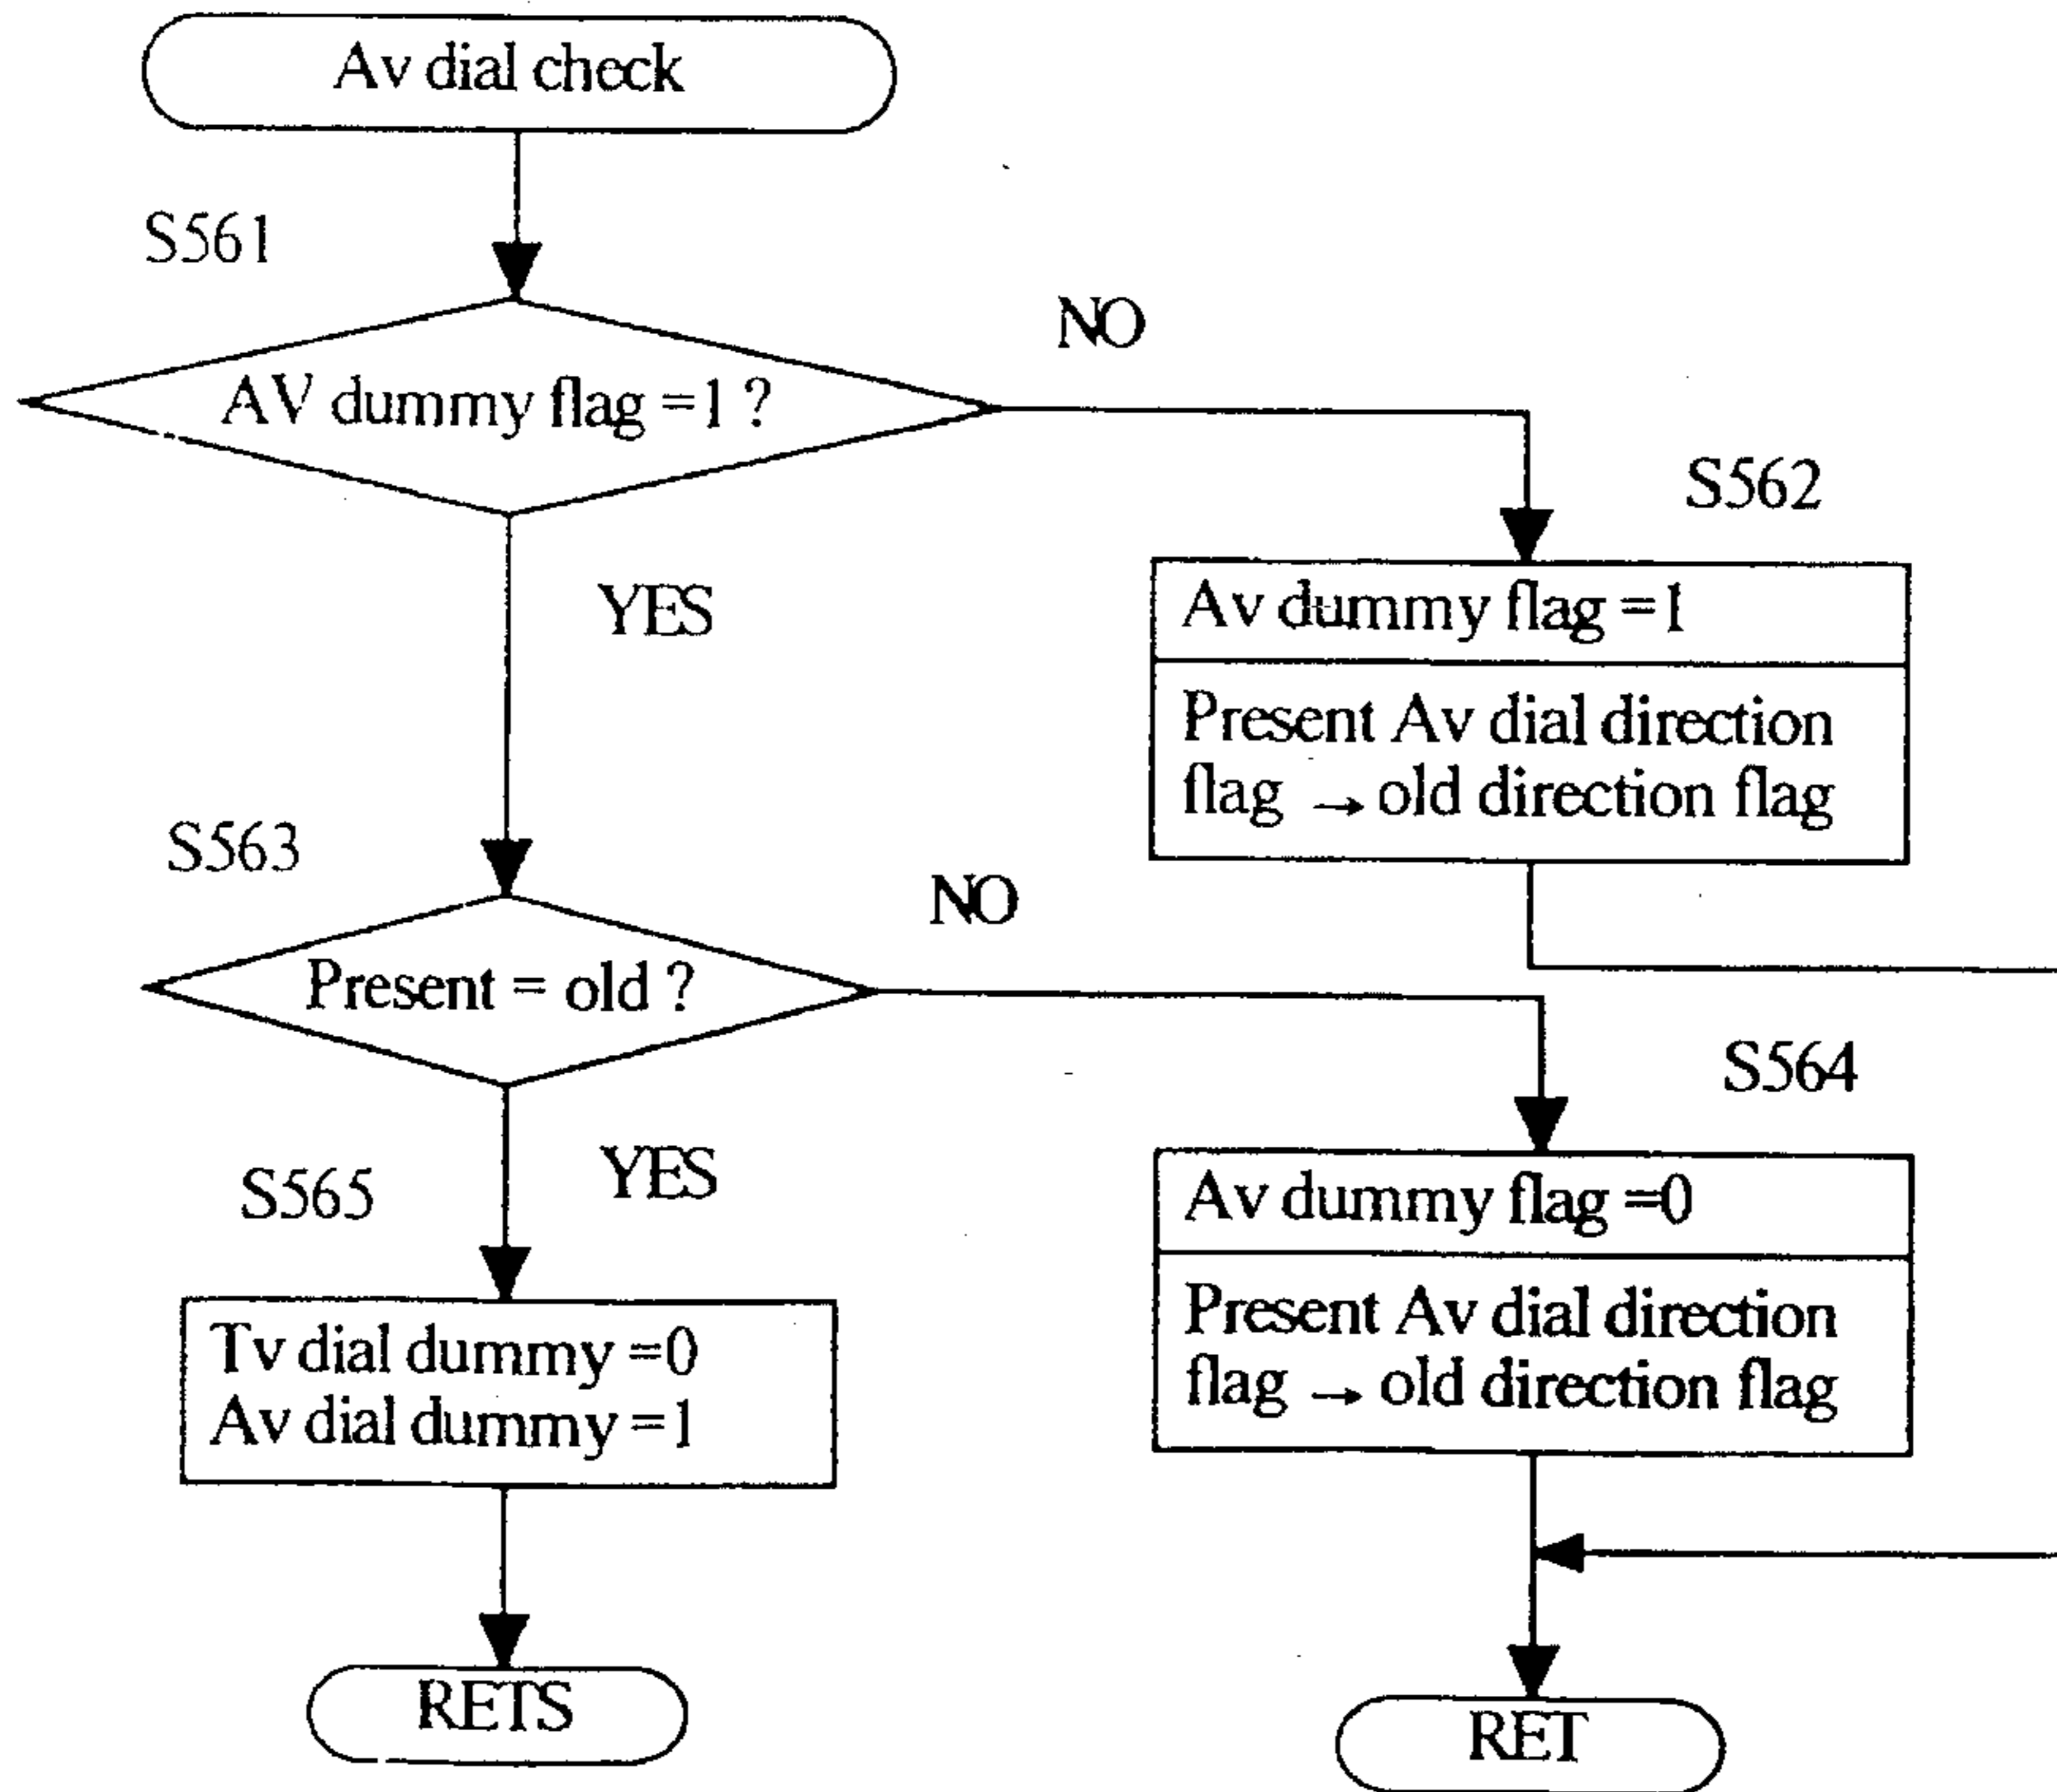 Av dial check
S561
AV dummy flag =1 ?
NO
S562
YES
Av dummy flag =1
Present Av dial direction
flag → old direction flag
S563
Present = old ?
NO
S564
S565
YES
Av dummy flag =0
Present Av dial direction
flag → old direction flag
Tv dial dummy =0
Av dial dummy =1
RETS
RET